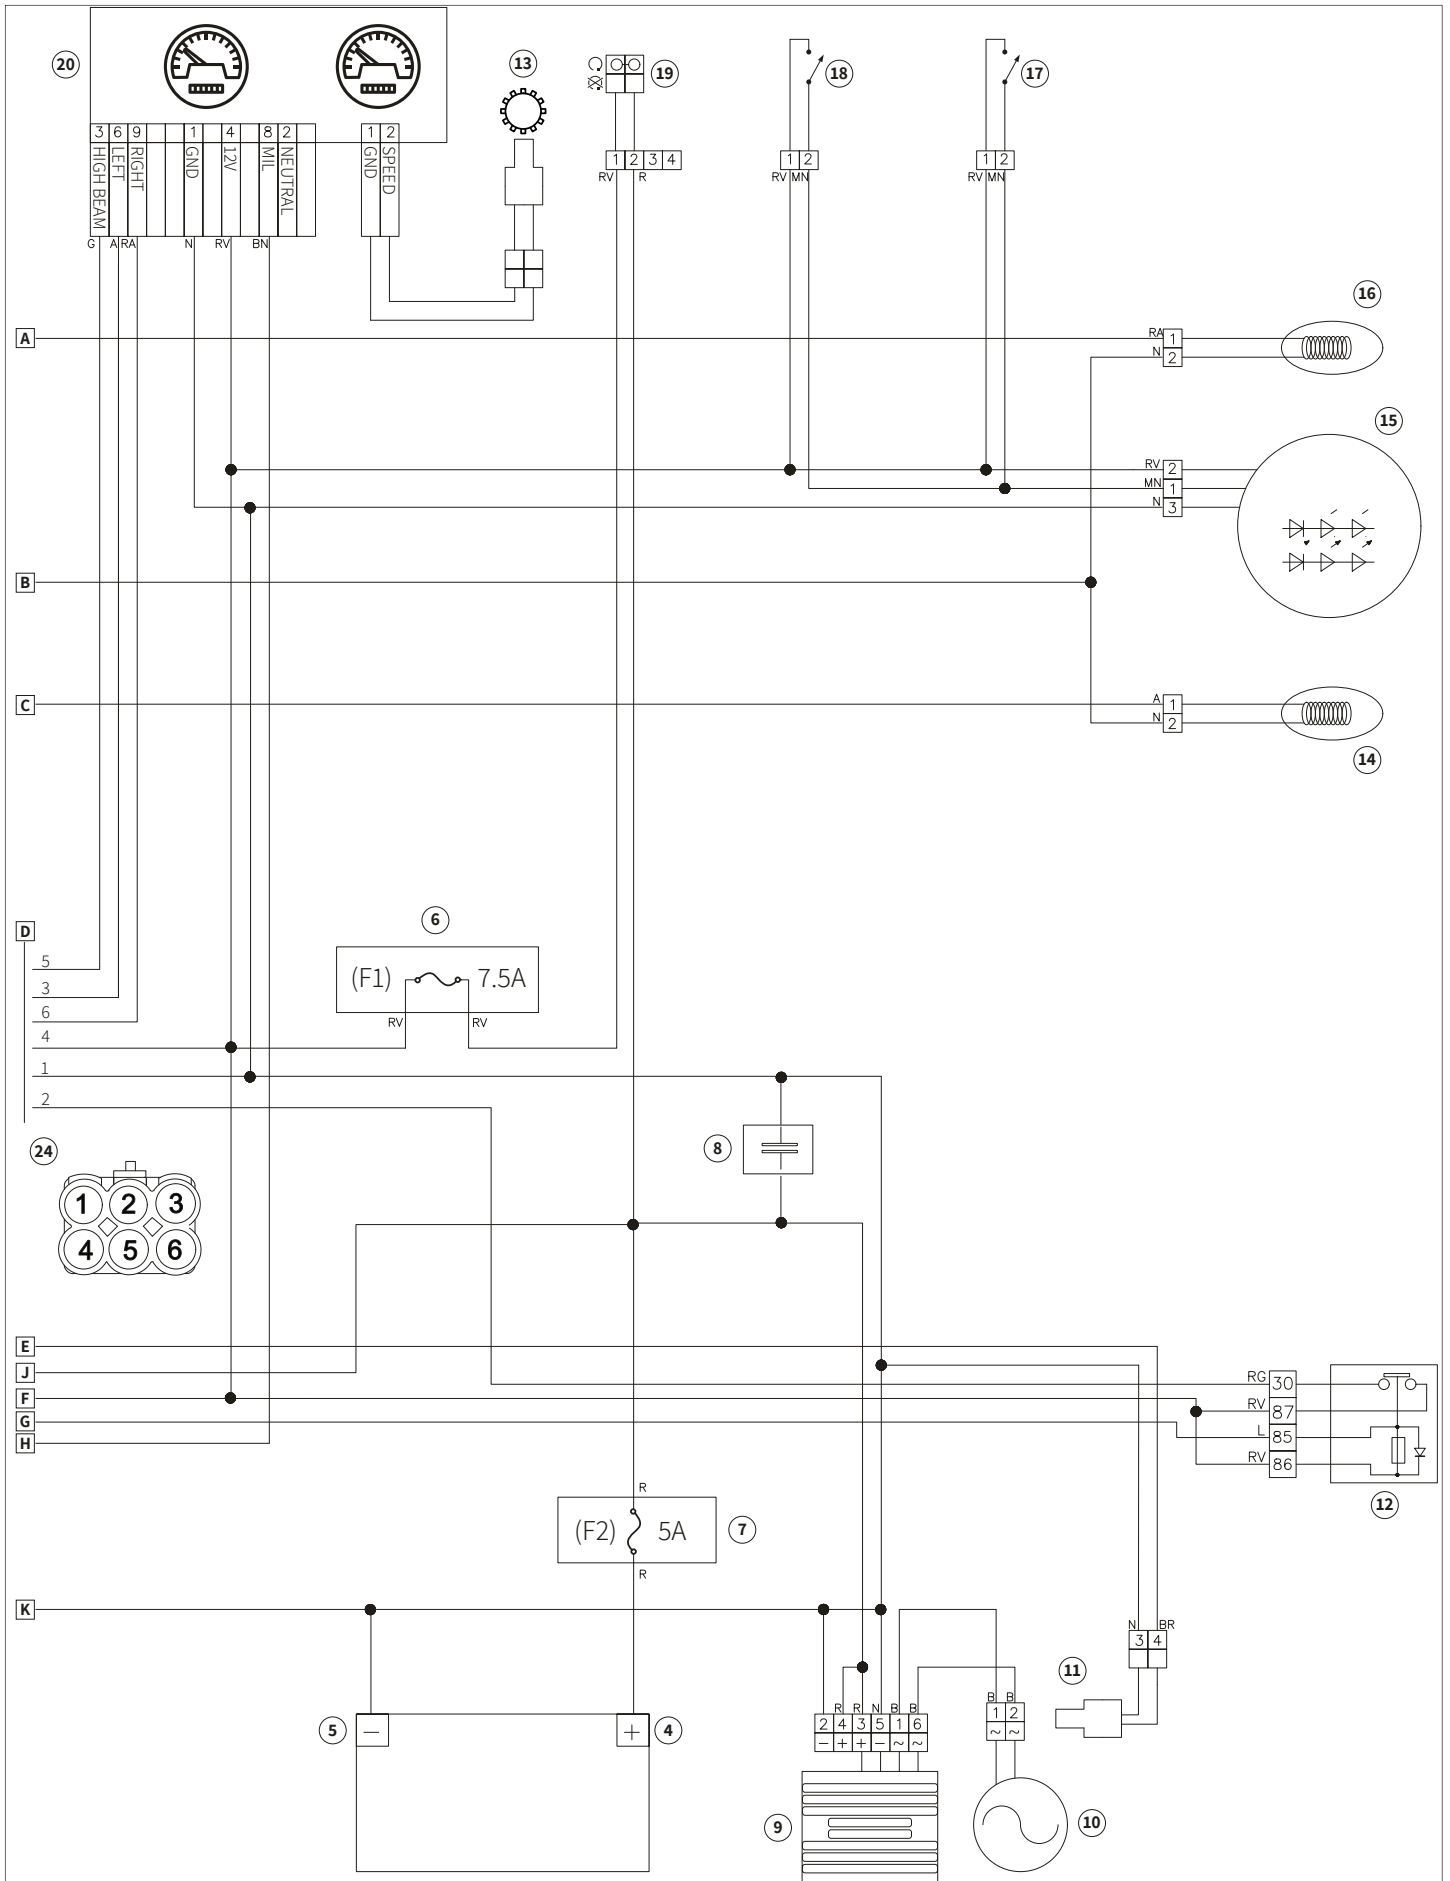 20
13
19
18
17
3 6 9 1 4 8 2
1 2
HIGH BEAM
LEFT
RIGHT
GND
12V
MIL
NEUTRAL
GND
SPEED
G A RA N RV BN
1 2 3 4
RV R
1 2
RV MN
1 2
RV MN
16
A
RA 1
N 2
15
RV 2
MN 1
N 3
B
C
A 1
N 2
14
6
D
5
3
6
4
1
2
(F1) 7.5A
RV RV
24
8
1 2 3
4 5 6
E
J
F
G
H
RG 30
RV 87
L 85
RV 86
12
R
(F2) 5A
7
R
K
N BR
3 4
11
5 − + 4
R R N B B
2 4 3 5 1 6
− + + − ~ ~
B B
1 2
~ ~
9
10